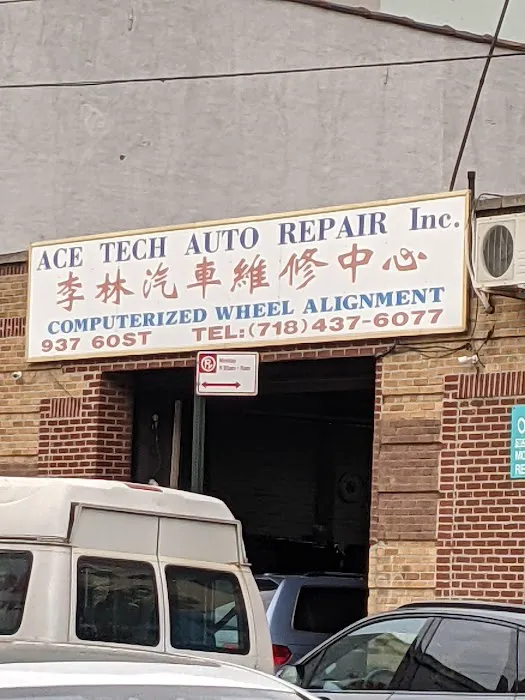 ACE TECH AUTO REPAIR Inc.
李林汽車維修中心
COMPUTERIZED WHEEL ALIGNMENT
937 60ST TEL:(718)437-6077